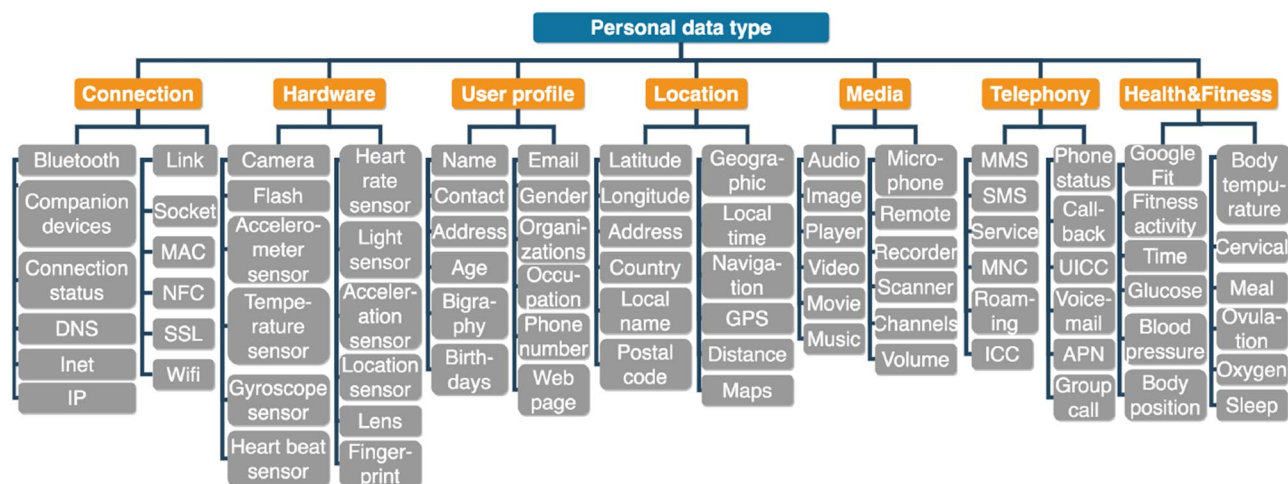 Personal data type
Connection
Hardware
User profile
Location
Media
Telephony
Health&Fitness
Bluetooth
Companion
devices
Connection
status
DNS
Inet
IP
Link
Socket
MAC
NFC
SSL
Wifi
Camera
Flash
Accelero-
meter
sensor
Tempe-
rature
sensor
Gyroscope
sensor
Heart beat
sensor
Heart
rate
sensor
Light
sensor
Acceler-
ation
sensor
Location
sensor
Lens
Finger-
print
Name
Contact
Address
Age
Bigra-
phy
Birth-
days
Email
Gender
Organi-
zations
Occu-
pation
Phone
number
Web
page
Latitude
Longitude
Address
Country
Local
name
Postal
code
Geogra-
phic
Local
time
Naviga-
tion
GPS
Distance
Maps
Audio
Image
Player
Video
Movie
Music
Micro-
phone
Remote
Recorder
Scanner
Channels
Volume
MMS
SMS
Service
MNC
Roam-
ing
ICC
Phone
status
Call-
back
UICC
Voice-
mail
APN
Group
call
Google
Fit
Fitness
activity
Time
Glucose
Blood
pressure
Body
position
Body
tempu-
rature
Cervical
Meal
Ovula-
tion
Oxygen
Sleep